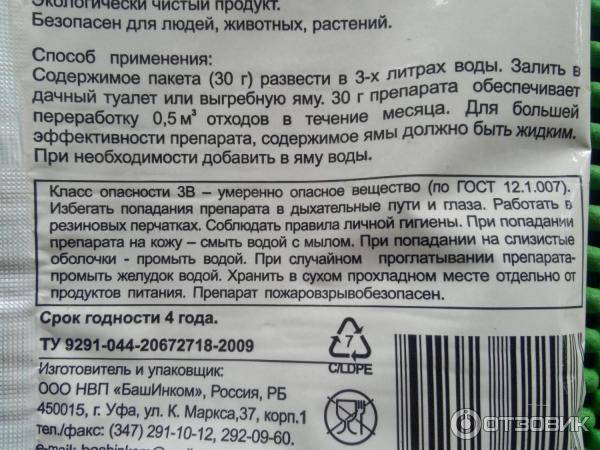 Экологически чистый продукт.
Безопасен для людей, животных, растений.
Способ применения:
Содержимое пакета (30 г) развести в 3-х литрах воды. Залить в
дачный туалет или выгребную яму. 30 г препарата обеспечивает
переработку 0,5 м³ отходов в течение месяца. Для большей
эффективности препарата, содержимое ямы должно быть жидким.
При необходимости добавить в яму воды.
Класс опасности 3В – умеренно опасное вещество (по ГОСТ 12.1.007).
Избегать попадания препарата в дыхательные пути и глаза. Работать в
резиновых перчатках. Соблюдать правила личной гигиены. При попадании
препарата на кожу – смыть водой с мылом. При попадании на слизистые
оболочки - промыть водой. При случайном проглатывании препарата-
промыть желудок водой. Хранить в сухом прохладном месте отдельно от
продуктов питания. Препарат пожаровзрывобезопасен.
Срок годности 4 года.
ТУ 9291-044-20672718-2009
7
C/LDPE
Изготовитель и упаковщик:
ООО НВП «БашИнком», Россия, РБ
450015, г. Уфа, ул. К. Маркса,37, корп.1
тел./факс: (347) 291-10-12, 292-09-60.
ОТЗОВИК